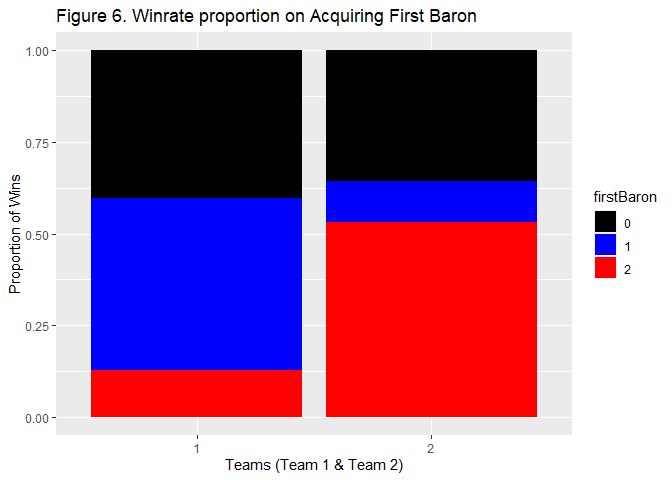 Figure 6. Winrate proportion on Acquiring First Baron
1.00
0.75
0.50
0.25
0.00
Proportion of Wins
1
2
Teams (Team 1 & Team 2)
firstBaron
0
1
2